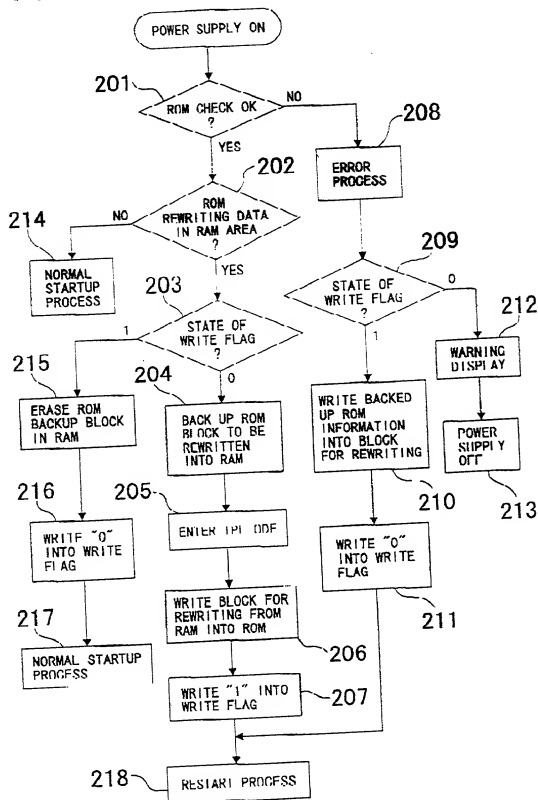 POWER SUPPLY ON
201
ROM CHECK OK
?
NO
YES
208
ERROR
PROCESS
202
ROM
REWRITING DATA
IN RAM AREA
?
NO
YES
214
NORMAL
STARTUP
PROCESS
209
STATE OF
WRITE FLAG
?
0
1
203
STATE OF
WRITE FLAG
?
1
0
212
WARNING
DISPLAY
215
ERASE ROM
BACKUP BLOCK
IN RAM
204
BACK UP ROM
BLOCK TO BE
REWRITTEN
INTO RAM
WRITE BACKED
UP ROM
INFORMATION
INTO BLOCK
FOR REWRITING
210
POWER
SUPPLY
OFF
213
205
ENTER
216
WRITE "0"
INTO WRITE
FLAG
WRITE "0"
INTO WRITE
FLAG
211
WRITE BLOCK FOR
REWRITING FROM
RAM INTO ROM
206
217
NORMAL STARTUP
PROCESS
WRITE "1" INTO
WRITE FLAG
207
218
RESTART PROCESS